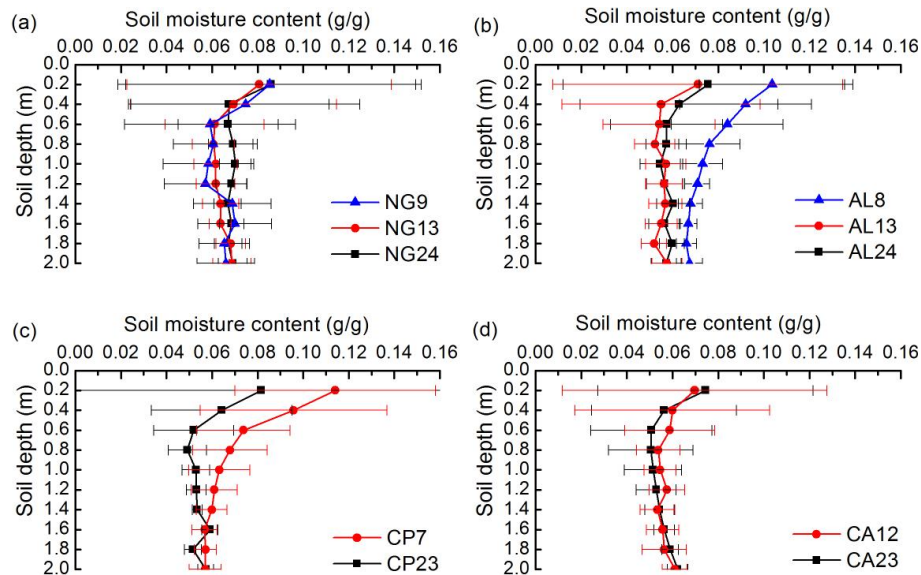 (a)
Soil moisture content (g/g)
0.00 0.02 0.04 0.06 0.08 0.10 0.12 0.14 0.16
0.0
0.2
0.4
0.6
0.8
1.0
1.2
1.4
1.6
1.8
2.0
Soil depth (m)
NG9
NG13
NG24
(b)
Soil moisture content (g/g)
0.00 0.02 0.04 0.06 0.08 0.10 0.12 0.14 0.16
0.0
0.2
0.4
0.6
0.8
1.0
1.2
1.4
1.6
1.8
2.0
Soil depth (m)
AL8
AL13
AL24
(c)
Soil moisture content (g/g)
0.00 0.02 0.04 0.06 0.08 0.10 0.12 0.14 0.16
0.0
0.2
0.4
0.6
0.8
1.0
1.2
1.4
1.6
1.8
2.0
Soil depth (m)
CP7
CP23
(d)
Soil moisture content (g/g)
0.00 0.02 0.04 0.06 0.08 0.10 0.12 0.14 0.16
0.0
0.2
0.4
0.6
0.8
1.0
1.2
1.4
1.6
1.8
2.0
Soil depth (m)
CA12
CA23